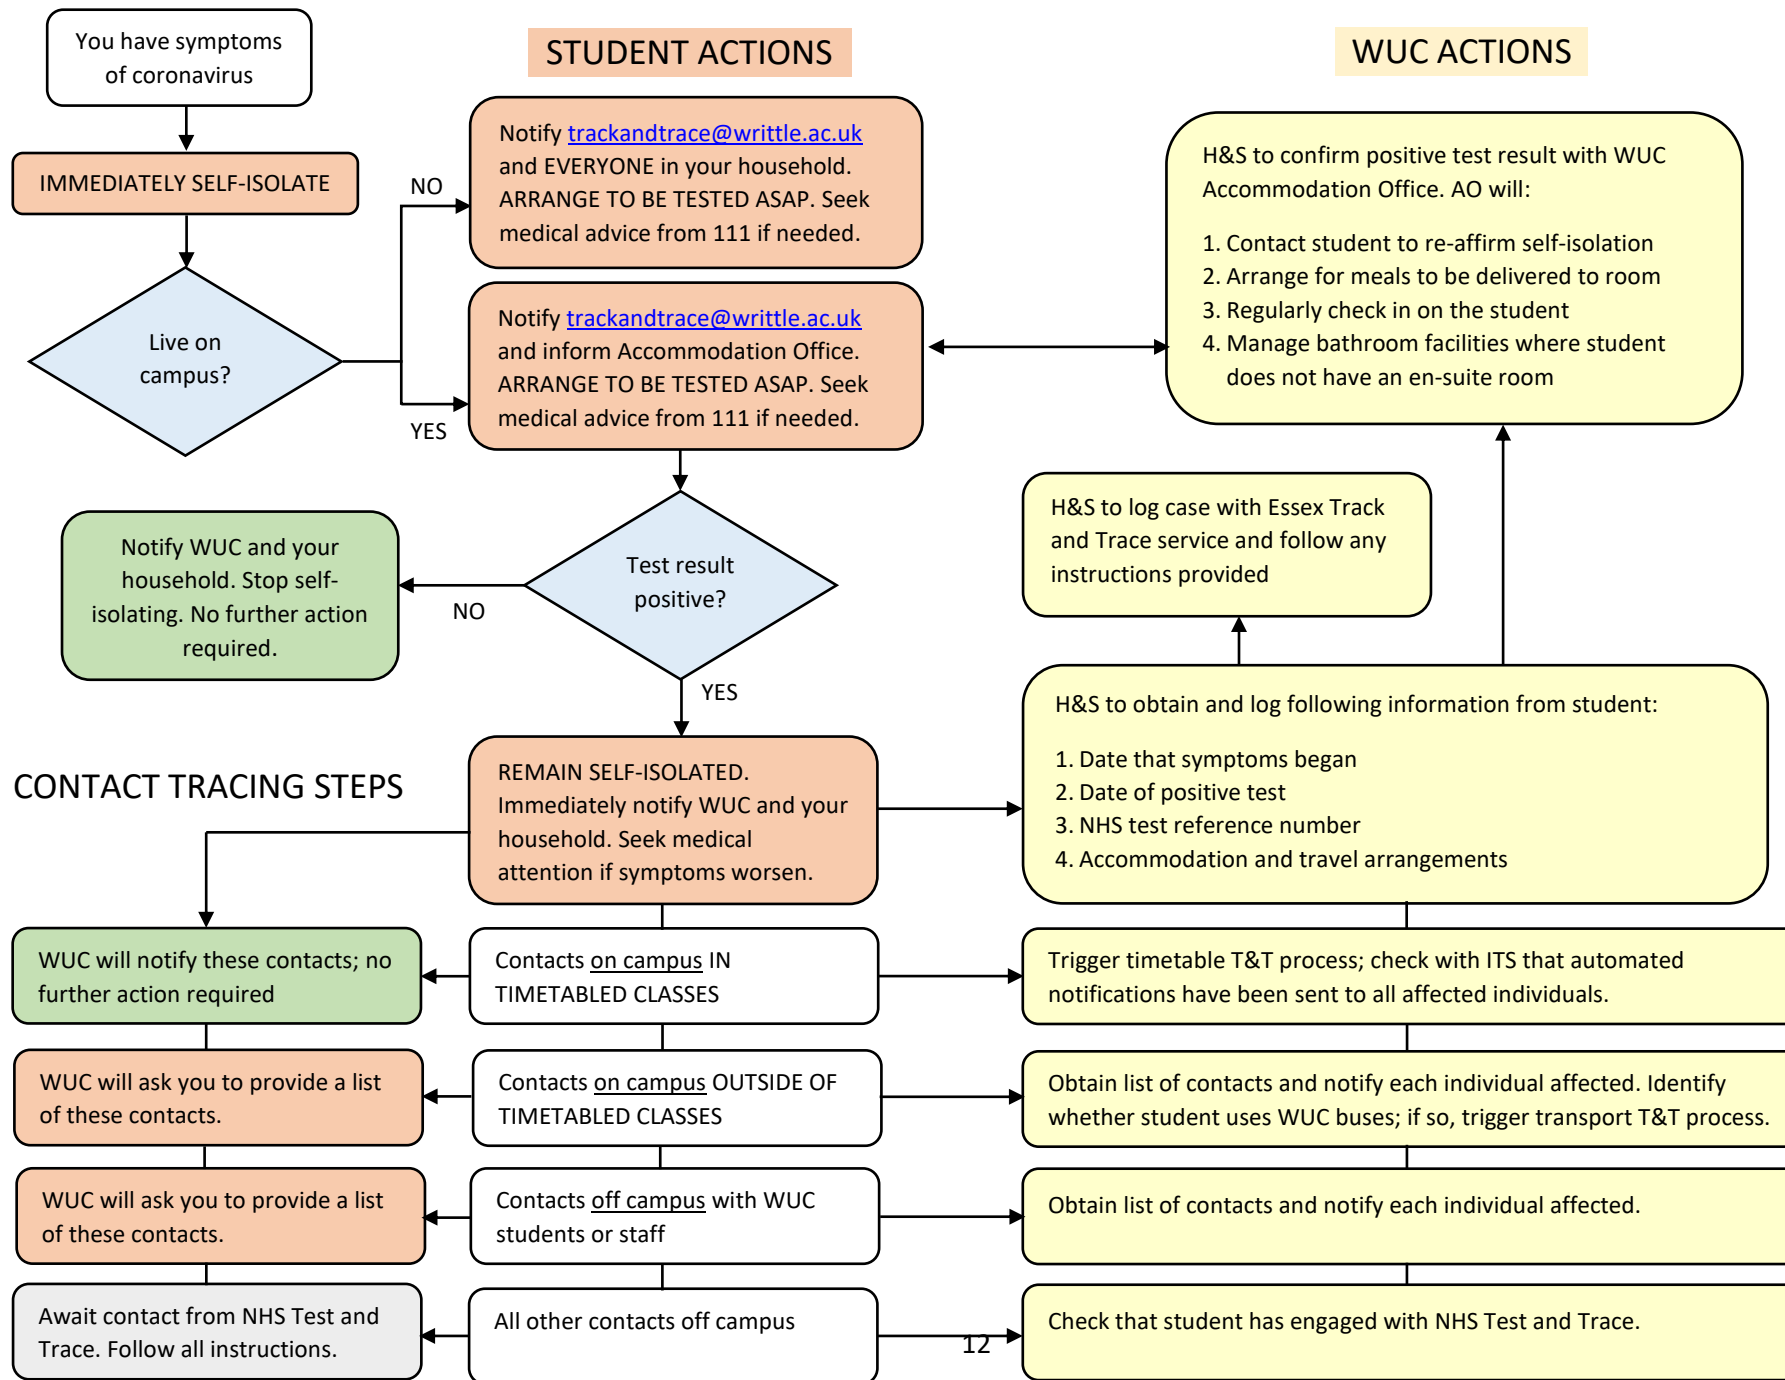 You have symptoms
of coronavirus
STUDENT ACTIONS
WUC ACTIONS
IMMEDIATELY SELF-ISOLATE
Live on
campus?
NO
YES
Notify trackandtrace@writtle.ac.uk
and EVERYONE in your household.
ARRANGE TO BE TESTED ASAP. Seek
medical advice from 111 if needed.
Notify trackandtrace@writtle.ac.uk
and inform Accommodation Office.
ARRANGE TO BE TESTED ASAP. Seek
medical advice from 111 if needed.
H&S to confirm positive test result with WUC
Accommodation Office. AO will:
1. Contact student to re-affirm self-isolation
2. Arrange for meals to be delivered to room
3. Regularly check in on the student
4. Manage bathroom facilities where student
does not have an en-suite room
Test result
positive?
NO
YES
Notify WUC and your
household. Stop self-
isolating. No further action
required.
H&S to log case with Essex Track
and Trace service and follow any
instructions provided
REMAIN SELF-ISOLATED.
Immediately notify WUC and your
household. Seek medical
attention if symptoms worsen.
H&S to obtain and log following information from student:
1. Date that symptoms began
2. Date of positive test
3. NHS test reference number
4. Accommodation and travel arrangements
CONTACT TRACING STEPS
WUC will notify these contacts; no
further action required
Contacts on campus IN
TIMETABLED CLASSES
Trigger timetable T&T process; check with ITS that automated
notifications have been sent to all affected individuals.
WUC will ask you to provide a list
of these contacts.
Contacts on campus OUTSIDE OF
TIMETABLED CLASSES
Obtain list of contacts and notify each individual affected. Identify
whether student uses WUC buses; if so, trigger transport T&T process.
WUC will ask you to provide a list
of these contacts.
Contacts off campus with WUC
students or staff
Obtain list of contacts and notify each individual affected.
Await contact from NHS Test and
Trace. Follow all instructions.
All other contacts off campus
Check that student has engaged with NHS Test and Trace.
12